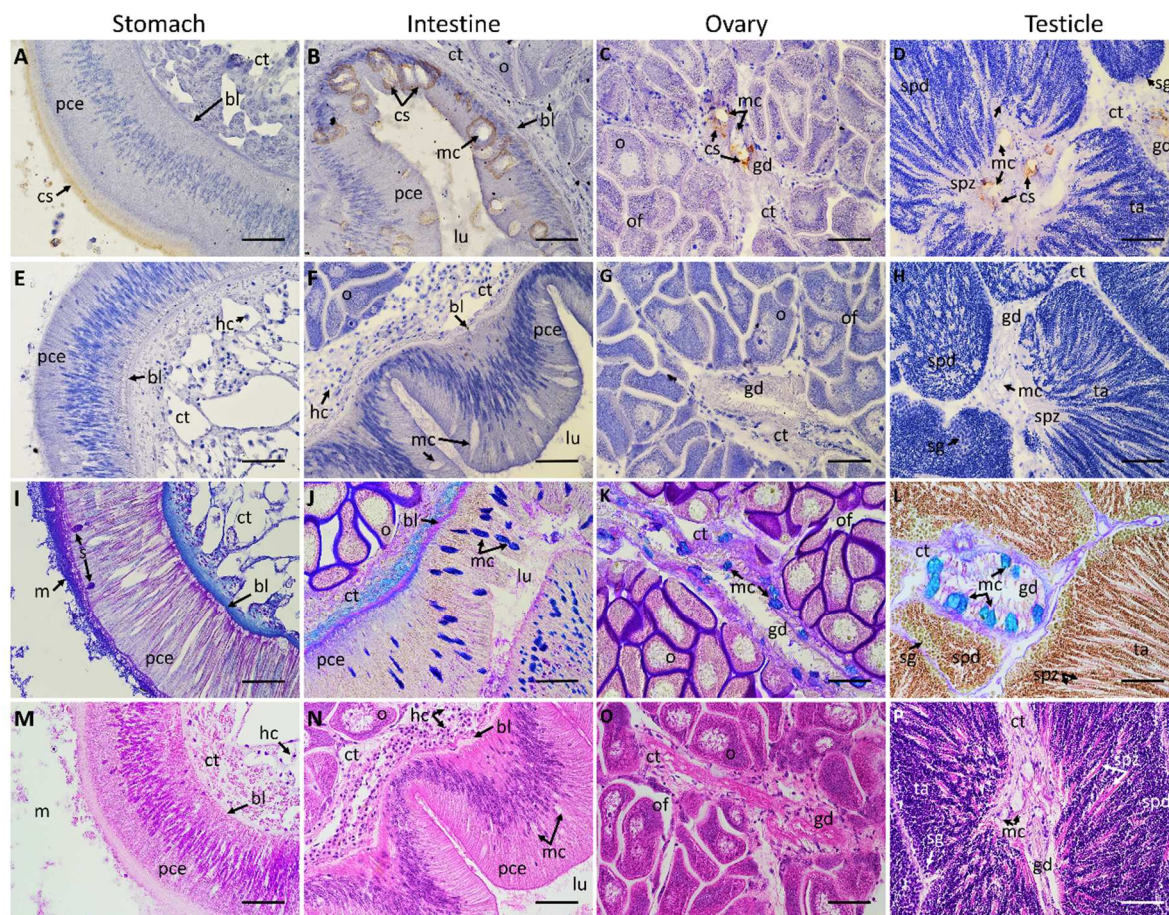 Stomach Intestine Ovary Testicle
A ct bl pce cs
B ct o cs bl mc pce lu
C mc cs gd o ct of
D sg spd ct gd mc spz cs ta
E hc pce bl ct
F o ct bl pce hc lu mc
G o of gd ct
H ct gd spd mc ta spz sg
I s ct m bl pce
J o bl mc ct lu pce
K ct of mc gd o
L ct mc gd ta sg spd spz
M hc ct bl m pce
N o hc bl ct mc pce lu
O ct o of gd
P ct spz ta spd sg mc gd